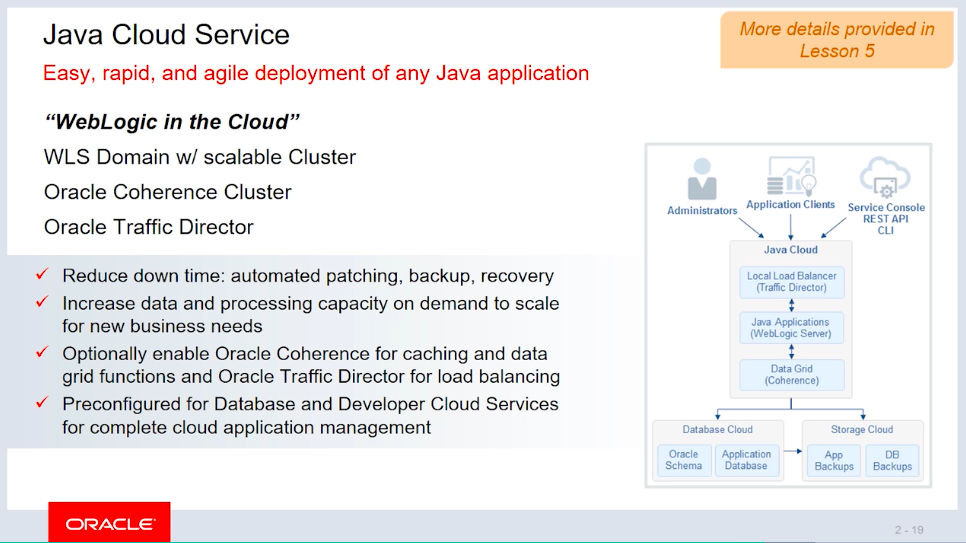 Java Cloud Service
More details provided in
Lesson 5
Easy, rapid, and agile deployment of any Java application
“WebLogic in the Cloud”
WLS Domain w/ scalable Cluster
Oracle Coherence Cluster
Oracle Traffic Director
Reduce down time: automated patching, backup, recovery
Increase data and processing capacity on demand to scale
for new business needs
Optionally enable Oracle Coherence for caching and data
grid functions and Oracle Traffic Director for load balancing
Preconfigured for Database and Developer Cloud Services
for complete cloud application management
Administrators
Application Clients
Service Console
REST API
CLI
Java Cloud
Local Load Balancer
(Traffic Director)
Java Applications
(WebLogic Server)
Data Grid
(Coherence)
Database Cloud
Oracle
Schema
Application
Database
Storage Cloud
App
Backups
DB
Backups
ORACLE
2 - 19